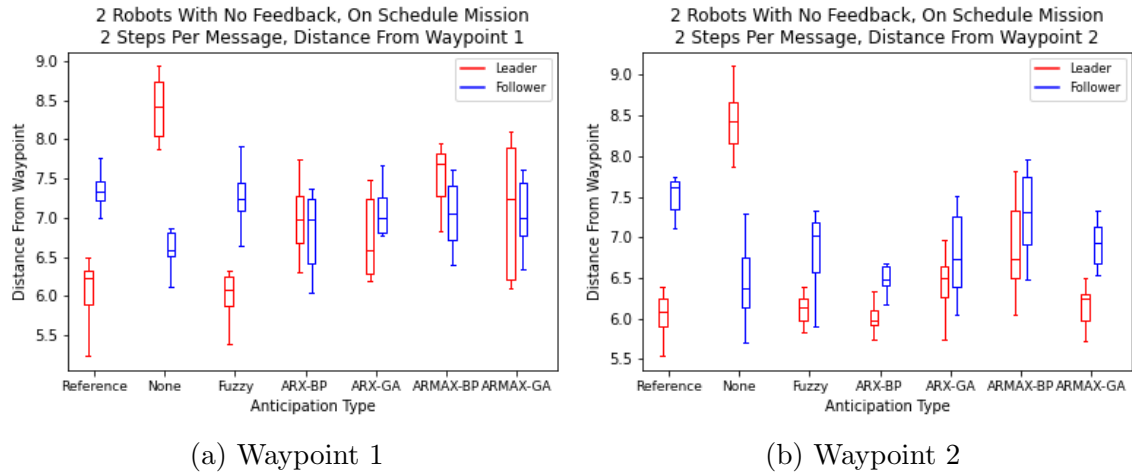 2 Robots With No Feedback, On Schedule Mission
2 Steps Per Message, Distance From Waypoint 1
Distance From Waypoint
9.0
8.5
8.0
7.5
7.0
6.5
6.0
5.5
Leader
Follower
Reference None Fuzzy ARX-BP ARX-GA ARMAX-BP ARMAX-GA
Anticipation Type
(a) Waypoint 1
2 Robots With No Feedback, On Schedule Mission
2 Steps Per Message, Distance From Waypoint 2
Distance From Waypoint
9.0
8.5
8.0
7.5
7.0
6.5
6.0
5.5
Leader
Follower
Reference None Fuzzy ARX-BP ARX-GA ARMAX-BP ARMAX-GA
Anticipation Type
(b) Waypoint 2